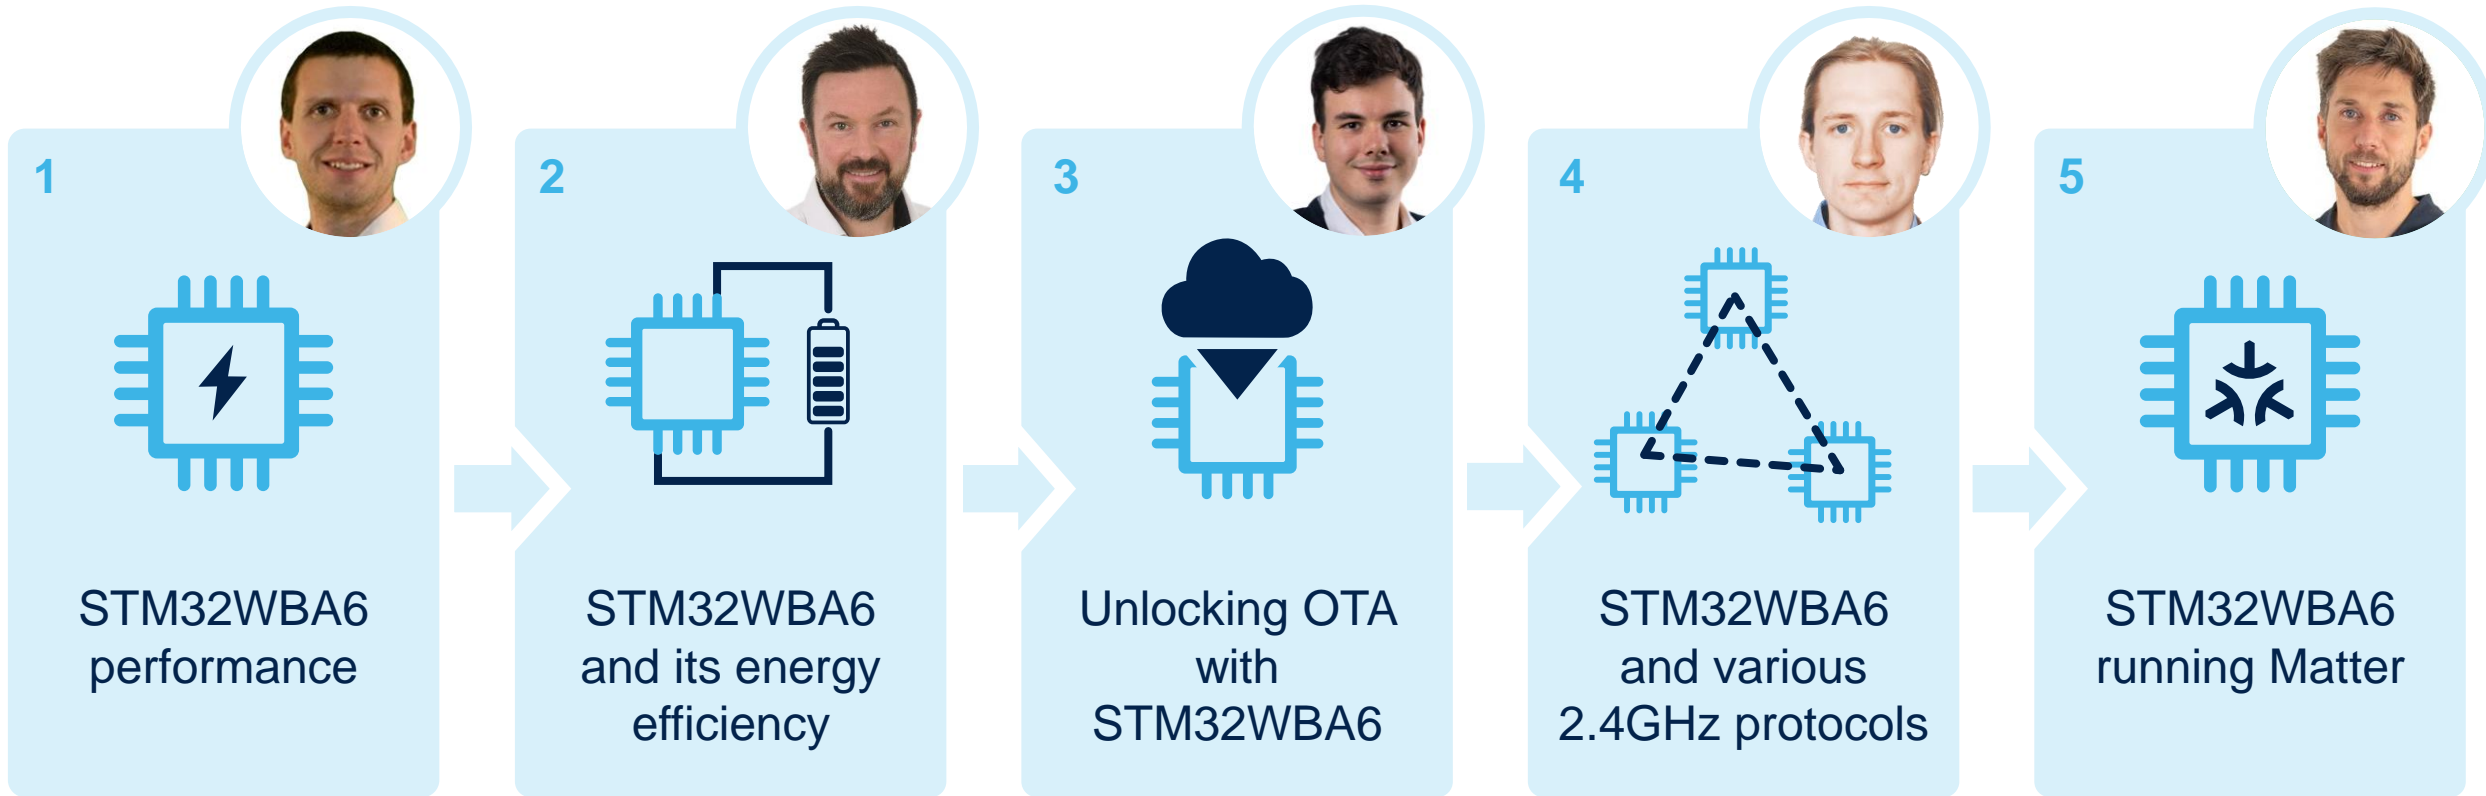 1
STM32WBA6
performance
2
STM32WBA6
and its energy
efficiency
3
Unlocking OTA
with
STM32WBA6
4
STM32WBA6
and various
2.4GHz protocols
5
STM32WBA6
running Matter